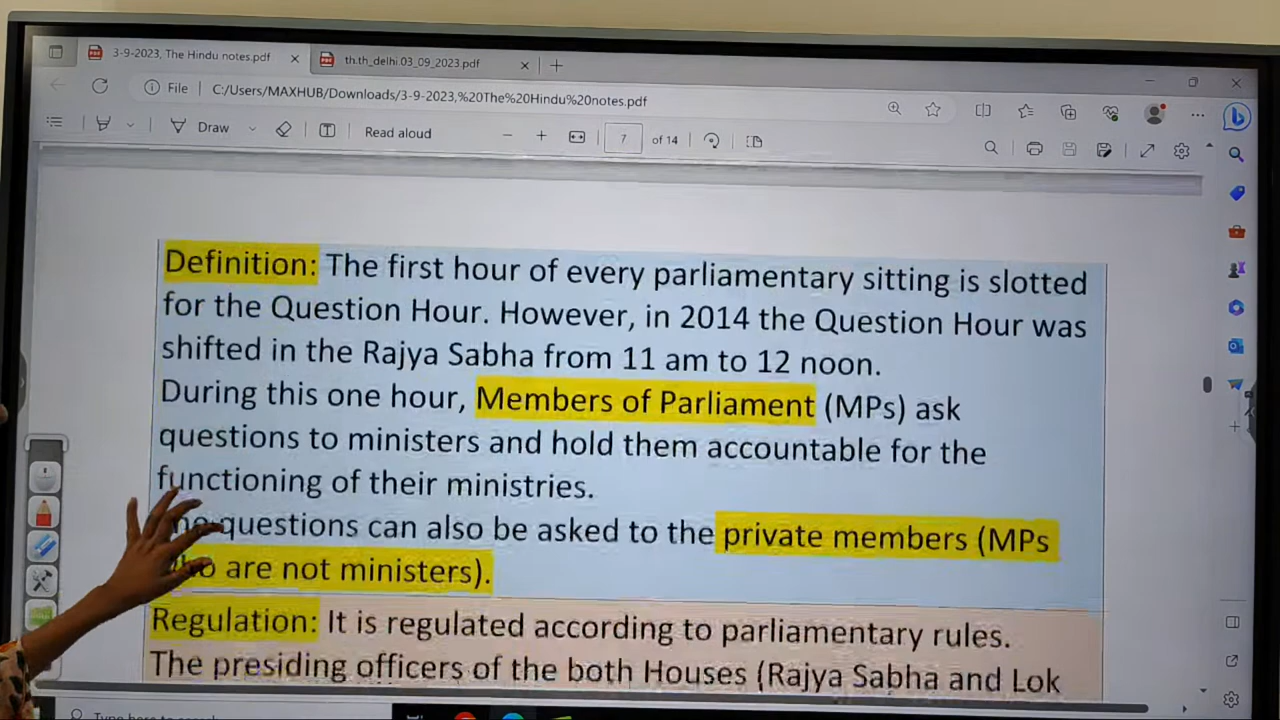 3-9-2023, The Hindu notes.pdf
th.th_delhi.03_09_2023.pdf
File
C:/Users/MAXHUB/Downloads/3-9-2023,%20The%20Hindu%20notes.pdf
Draw
Read aloud
7
of 14
Definition: The first hour of every parliamentary sitting is slotted
for the Question Hour. However, in 2014 the Question Hour was
shifted in the Rajya Sabha from 11 am to 12 noon.
During this one hour, Members of Parliament (MPs) ask
questions to ministers and hold them accountable for the
functioning of their ministries.
questions can also be asked to the private members (MPs
are not ministers).
Regulation: It is regulated according to parliamentary rules.
The presiding officers of the both Houses (Rajya Sabha and Lok
Type here to